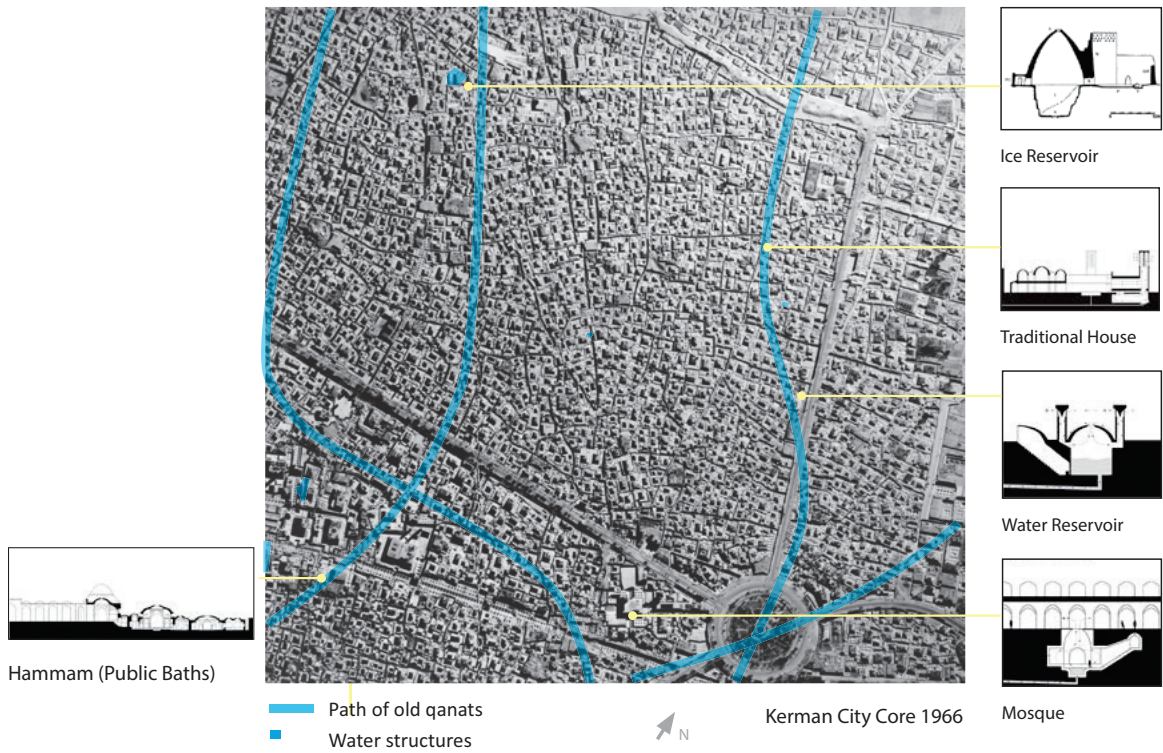 Ice Reservoir
Traditional House
Water Reservoir
Hammam (Public Baths)
Mosque
Path of old qanats
Water structures
N
Kerman City Core 1966